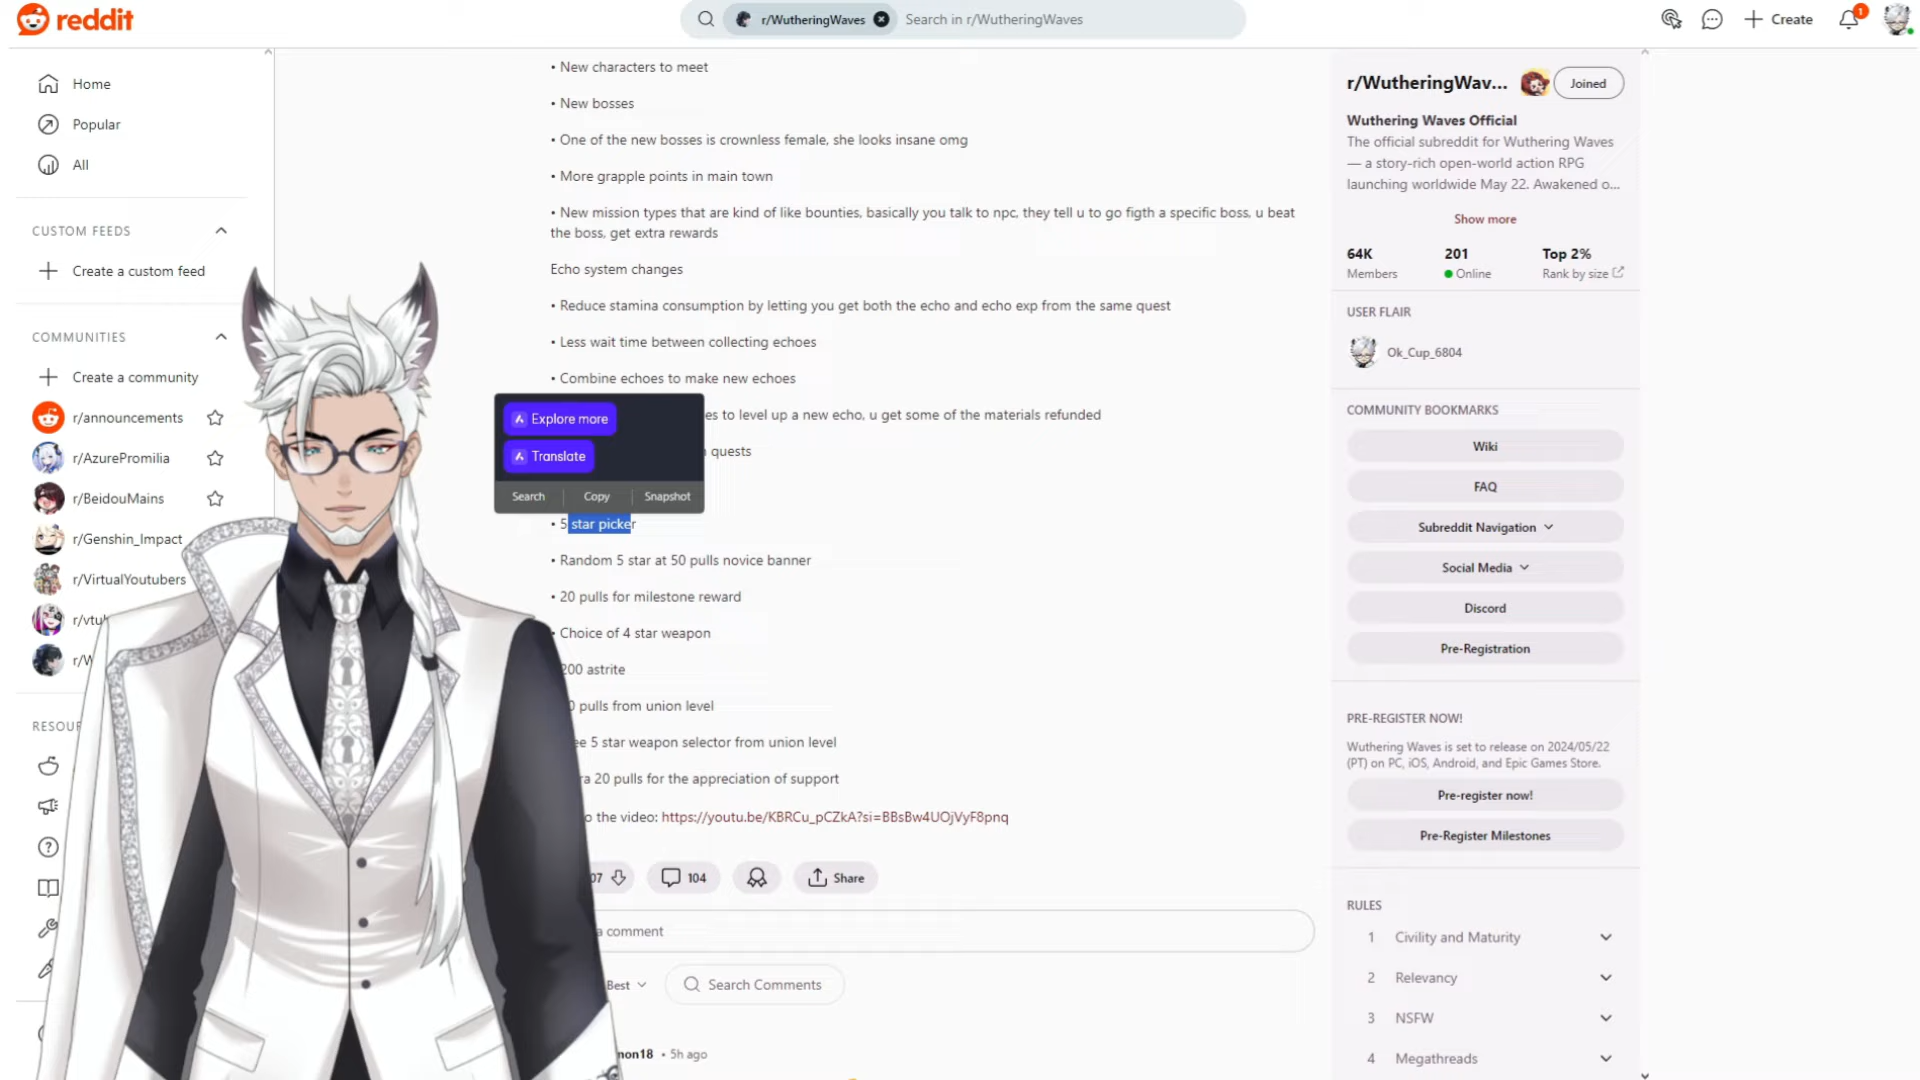 reddit
r/WutheringWaves
Search in r/WutheringWaves
Create
1
Home
Popular
All
CUSTOM FEEDS
Create a custom feed
COMMUNITIES
Create a community
r/announcements
r/AzurePromilia
r/BeidouMains
r/Genshin_Impact
r/VirtualYoutubers
• New characters to meet
• New bosses
• One of the new bosses is crownless female, she looks insane omg
• More grapple points in main town
• New mission types that are kind of like bounties, basically you talk to npc, they tell u to go figth a specific boss, u beat
the boss, get extra rewards
Echo system changes
• Reduce stamina consumption by letting you get both the echo and echo exp from the same quest
• Less wait time between collecting echoes
• Combine echoes to make new echoes
to level up a new echo, u get some of the materials refunded
quests
Explore more
Translate
Search
Copy
Snapshot
• 5 star picker
• Random 5 star at 50 pulls novice banner
• 20 pulls for milestone reward
• Choice of 4 star weapon
200 astrite
pulls from union level
5 star weapon selector from union level
20 pulls for the appreciation of support
the video: https://youtu.be/KBRCu_pCZkA?si=BBsBw4UOjVyF8pnq
104
Share
a comment
Best
Search Comments
• 5h ago
r/WutheringWav...
Joined
Wuthering Waves Official
The official subreddit for Wuthering Waves
— a story-rich open-world action RPG
launching worldwide May 22. Awakened o...
Show more
64K
Members
201
Online
Top 2%
Rank by size
USER FLAIR
Ok_Cup_6804
COMMUNITY BOOKMARKS
Wiki
FAQ
Subreddit Navigation
Social Media
Discord
Pre-Registration
PRE-REGISTER NOW!
Wuthering Waves is set to release on 2024/05/22
(PT) on PC, iOS, Android, and Epic Games Store.
Pre-register now!
Pre-Register Milestones
RULES
1 Civility and Maturity
2 Relevancy
3 NSFW
4 Megathreads